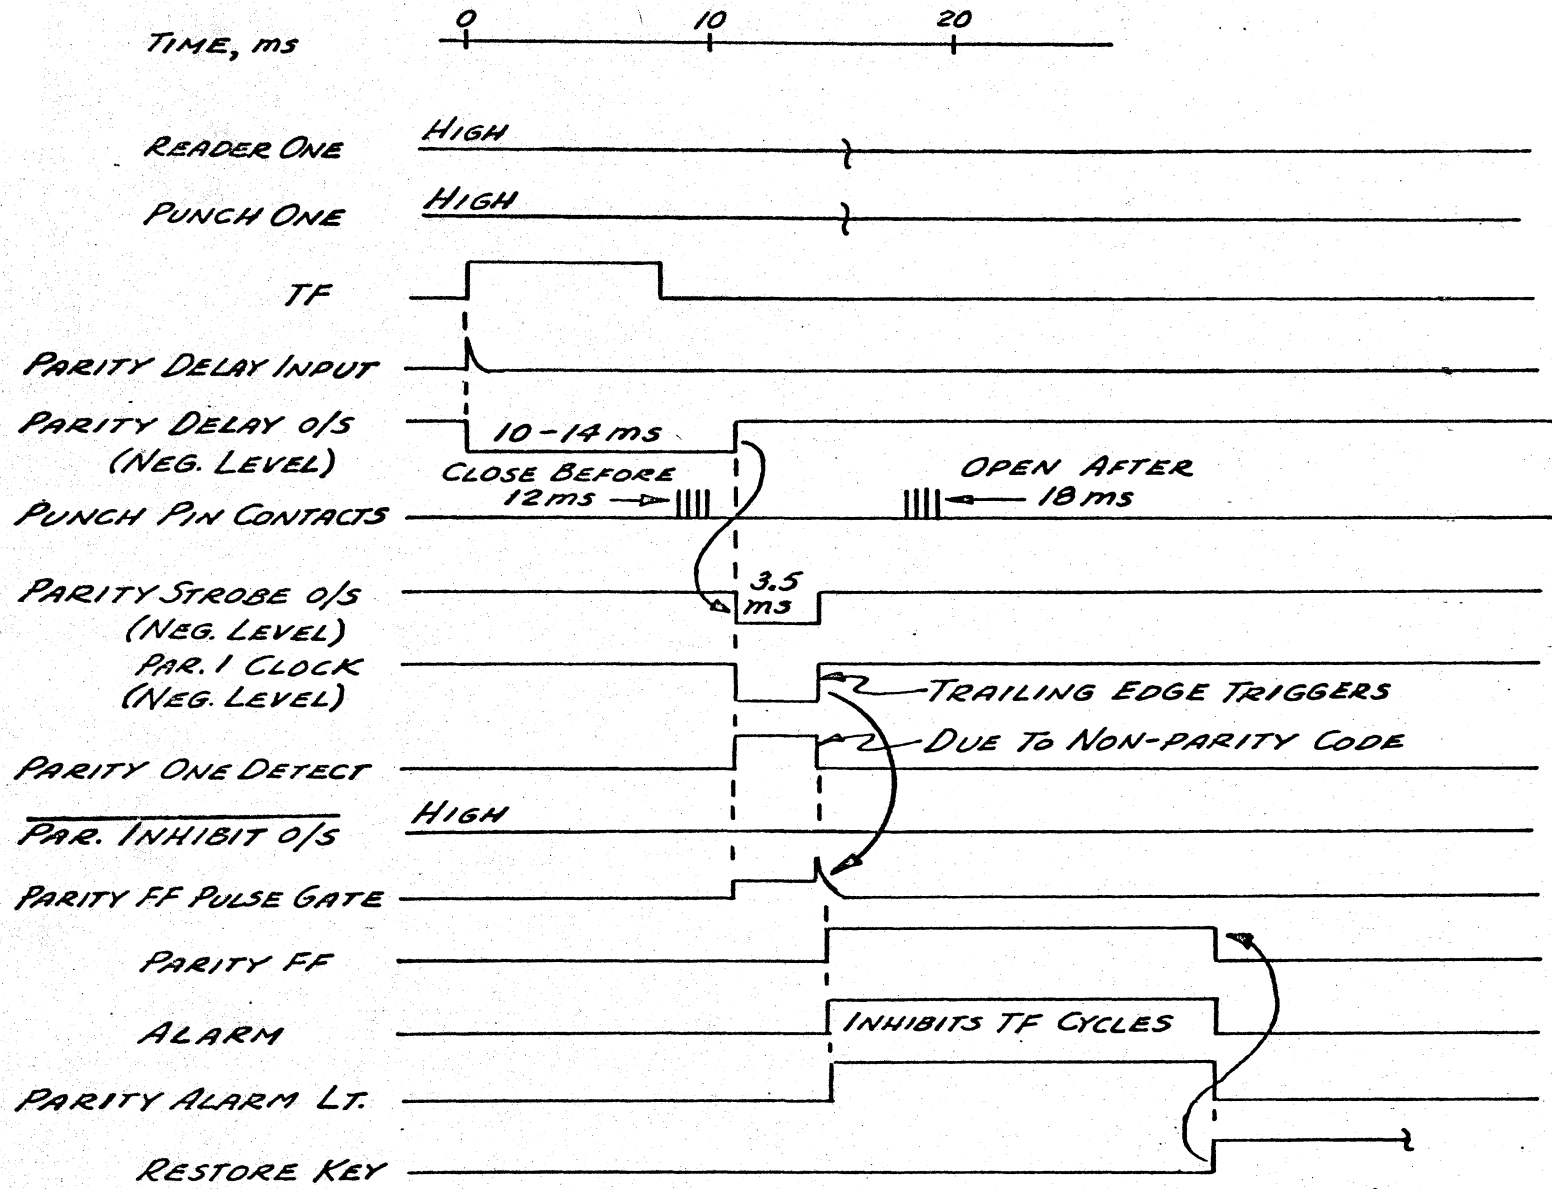 0 10 20
TIME, ms
HIGH
READER ONE
HIGH
PUNCH ONE
TF
PARITY DELAY INPUT
PARITY DELAY O/S
(NEG. LEVEL)
10-14 ms
CLOSE BEFORE
12 ms
OPEN AFTER
18 ms
PUNCH PIN CONTACTS
PARITY STROBE O/S
(NEG. LEVEL)
3.5
ms
PAR. 1 CLOCK
(NEG. LEVEL)
TRAILING EDGE TRIGGERS
DUE TO NON-PARITY CODE
PARITY ONE DETECT
HIGH
PAR. INHIBIT O/S
PARITY FF PULSE GATE
PARITY FF
ALARM
INHIBITS TF CYCLES
PARITY ALARM LT.
RESTORE KEY